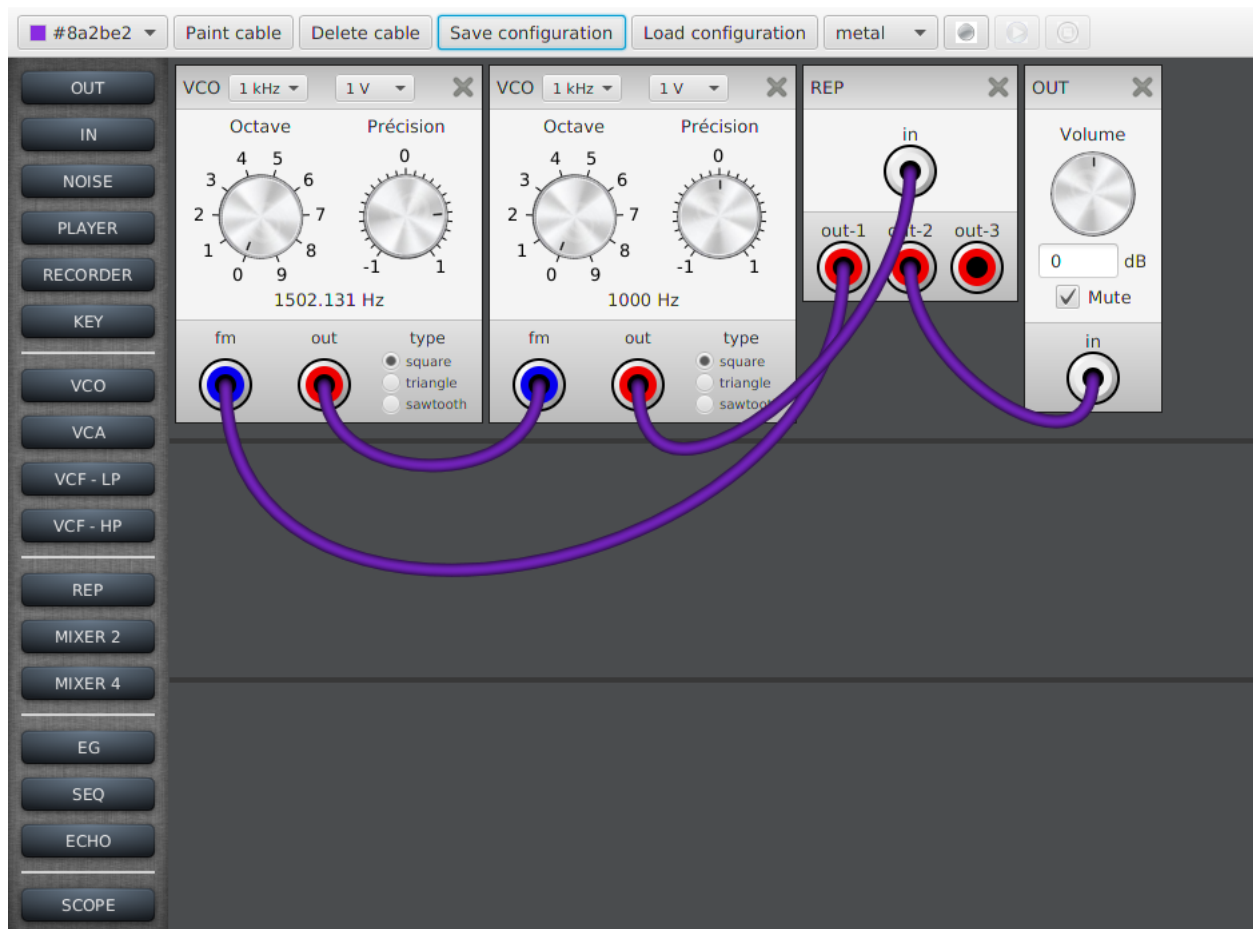 #8a2be2 Paint cable Delete cable Save configuration Load configuration metal
OUT
IN
NOISE
PLAYER
RECORDER
KEY
VCO
VCA
VCF - LP
VCF - HP
REP
MIXER 2
MIXER 4
EG
SEQ
ECHO
SCOPE
VCO 1 kHz 1 V
Octave Précision
4 5 0
3 6
2 7
1 8
0 9 -1 1
1502.131 Hz
fm out type
square
triangle
sawtooth
VCO 1 kHz 1 V
Octave Précision
4 5 0
3 6
2 7
1 8
0 9 -1 1
1000 Hz
fm out type
square
triangle
REP
in
out-1 out-3
OUT
Volume
0 dB
Mute
in